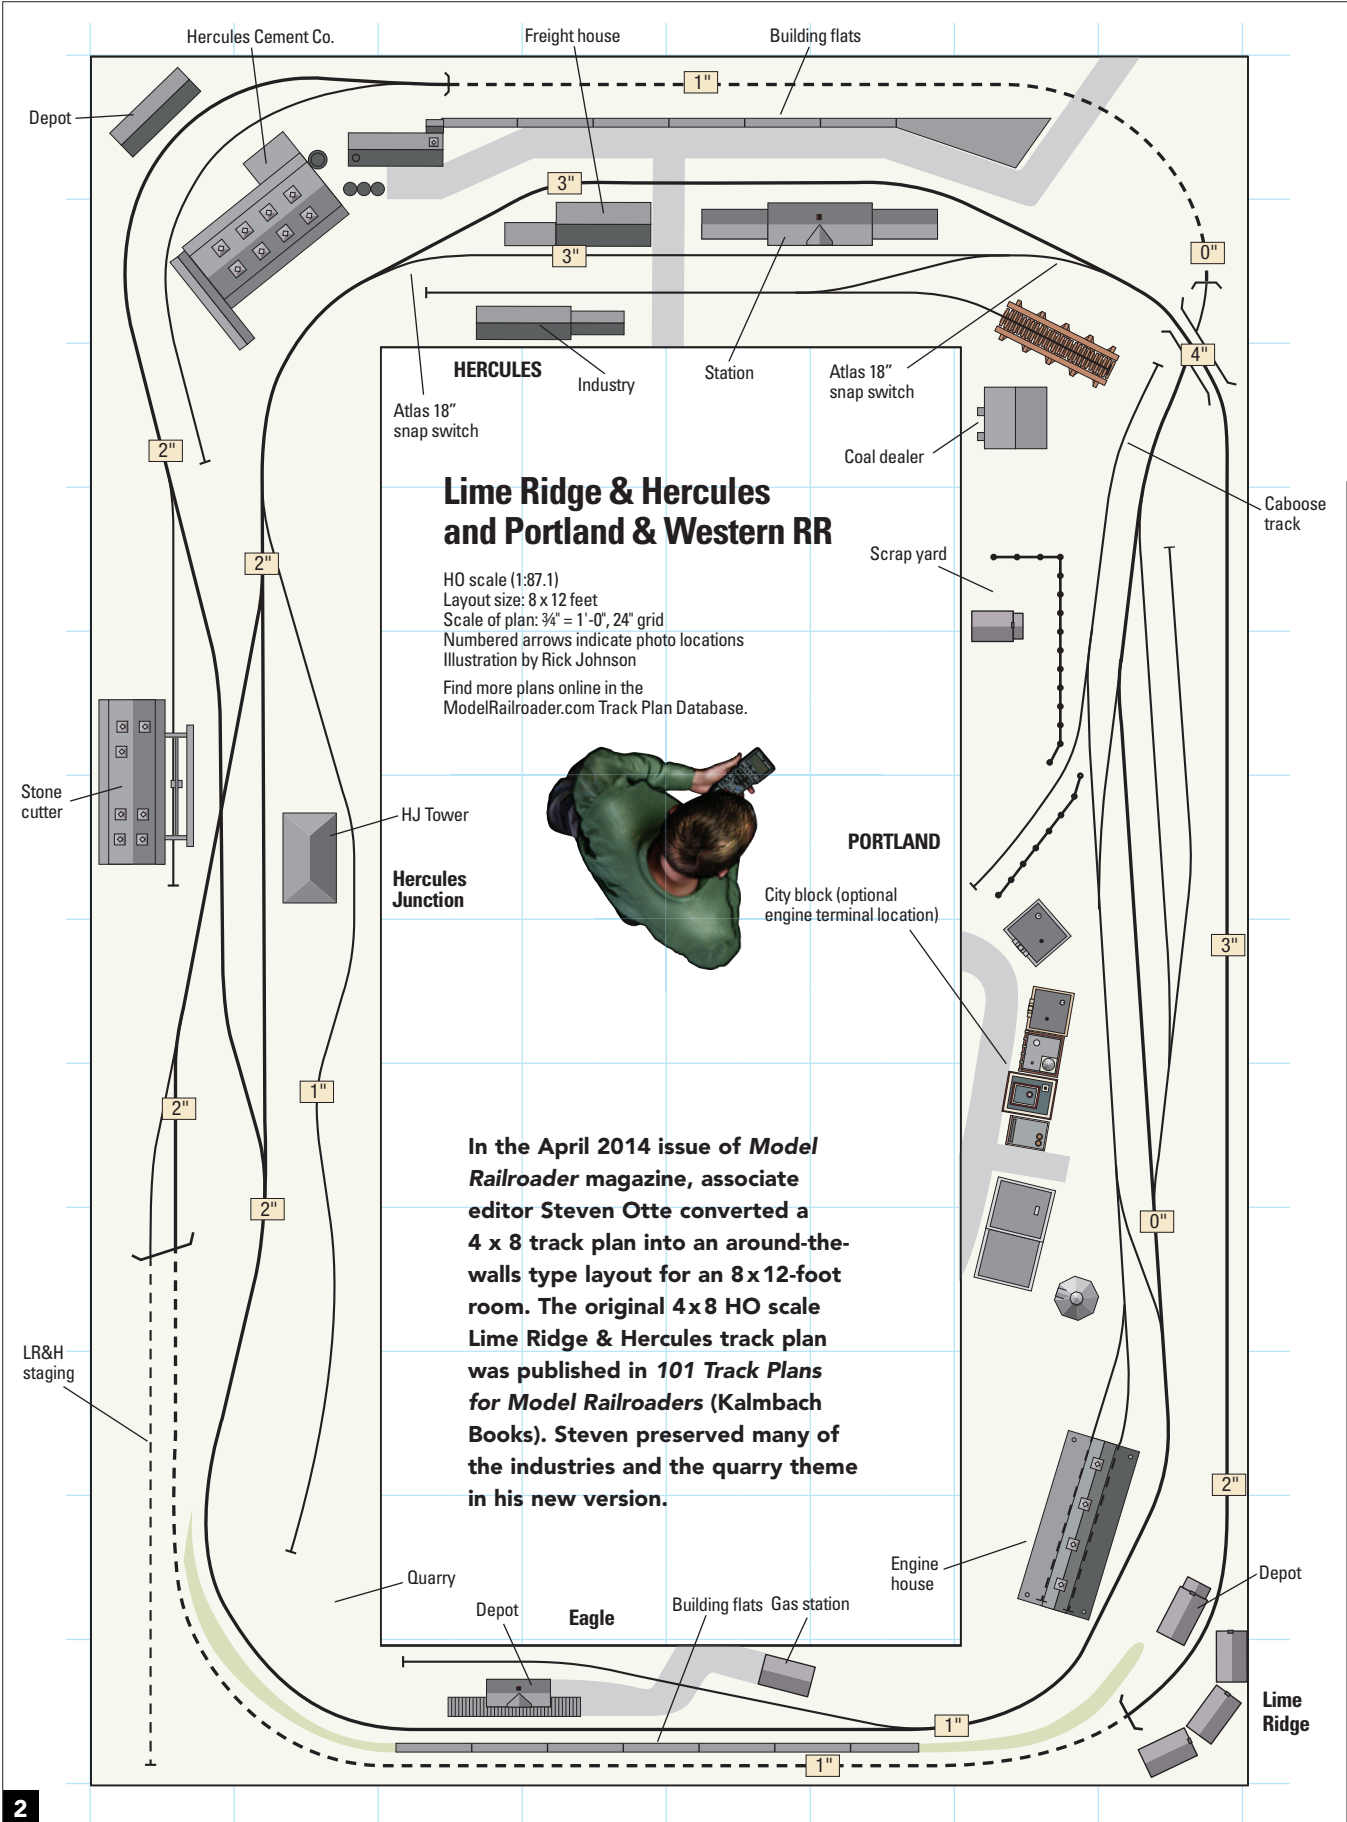 Hercules Cement Co.
Freight house
Building flats
1"
Depot
3"
0"
3"
4"
HERCULES
Industry
Station
Atlas 18”
snap switch
Atlas 18”
snap switch
Coal dealer
2"
Caboose
track
Lime Ridge & Hercules
and Portland & Western RR
Scrap yard
2"
HO scale (1:87.1)
Layout size: 8 x 12 feet
Scale of plan: ¾" = 1'-0", 24" grid
Numbered arrows indicate photo locations
Illustration by Rick Johnson
Find more plans online in the
ModelRailroader.com Track Plan Database.
Stone
cutter
HJ Tower
PORTLAND
Hercules
Junction
City block (optional
engine terminal location)
3"
1"
2"
2"
0"
In the April 2014 issue of Model
Railroader magazine, associate
editor Steven Otte converted a
4 x 8 track plan into an around-the-
walls type layout for an 8x12-foot
room. The original 4x8 HO scale
Lime Ridge & Hercules track plan
was published in 101 Track Plans
for Model Railroaders (Kalmbach
Books). Steven preserved many of
the industries and the quarry theme
in his new version.
LR&H
staging
2"
Engine
house
Depot
Quarry
Depot
Eagle
Building flats
Gas station
Lime
Ridge
1"
1"
2